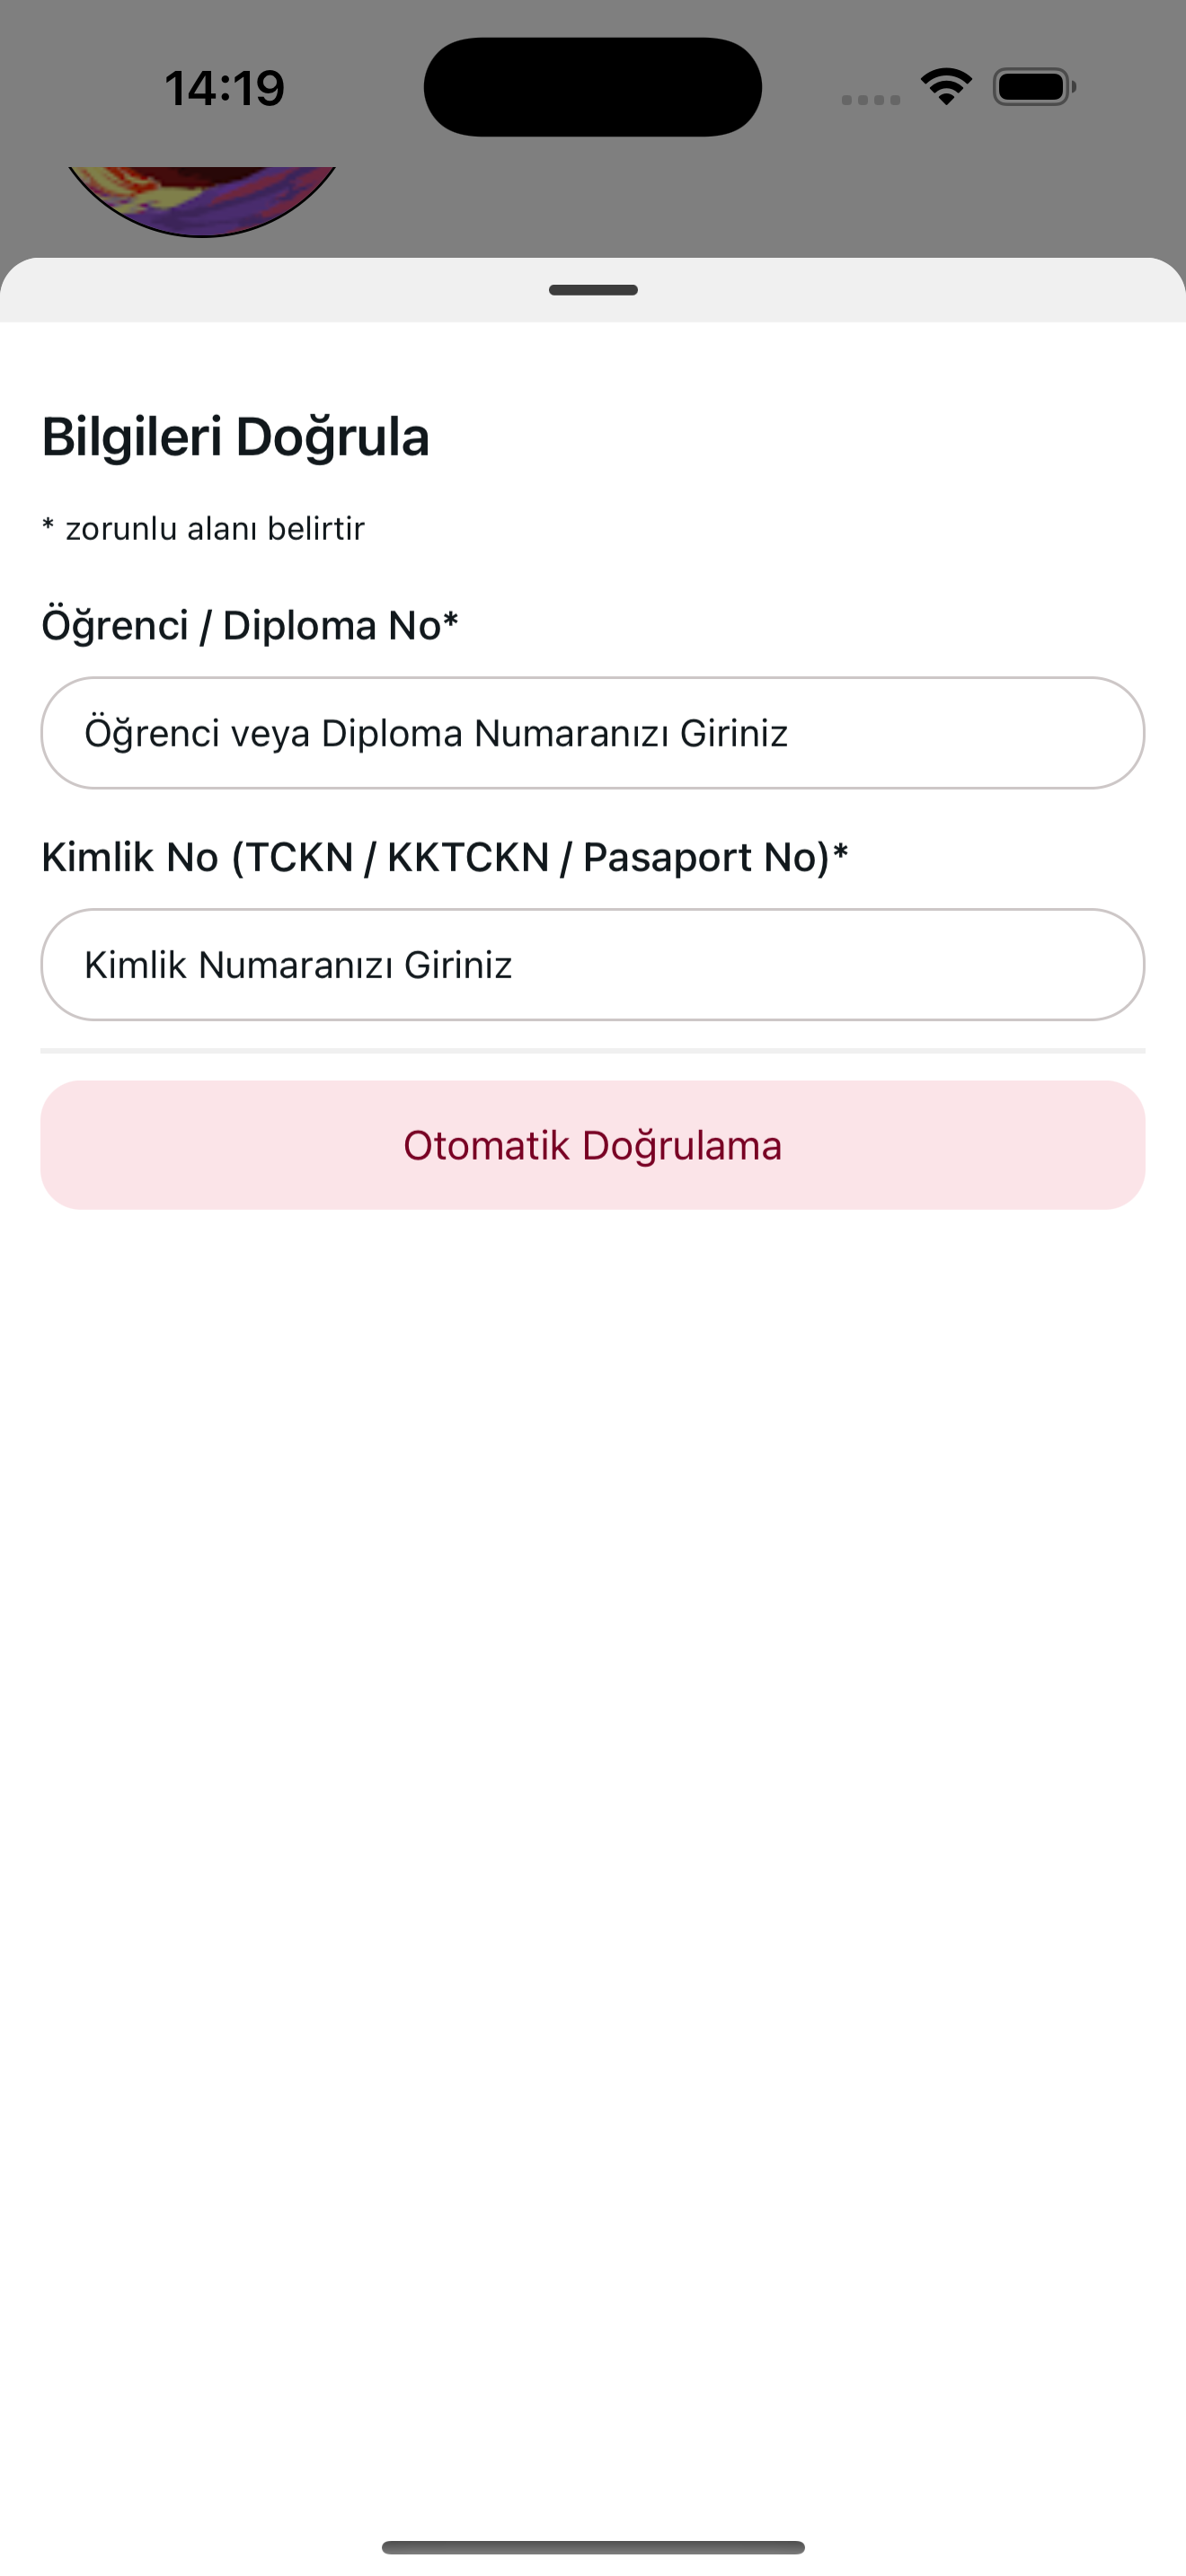 14:19
Bilgileri Doğrula
* zorunlu alanı belirtir
Öğrenci / Diploma No*
Öğrenci veya Diploma Numaranızı Giriniz
Kimlik No (TCKN / KKTCKN / Pasaport No)*
Kimlik Numaranızı Giriniz
Otomatik Doğrulama